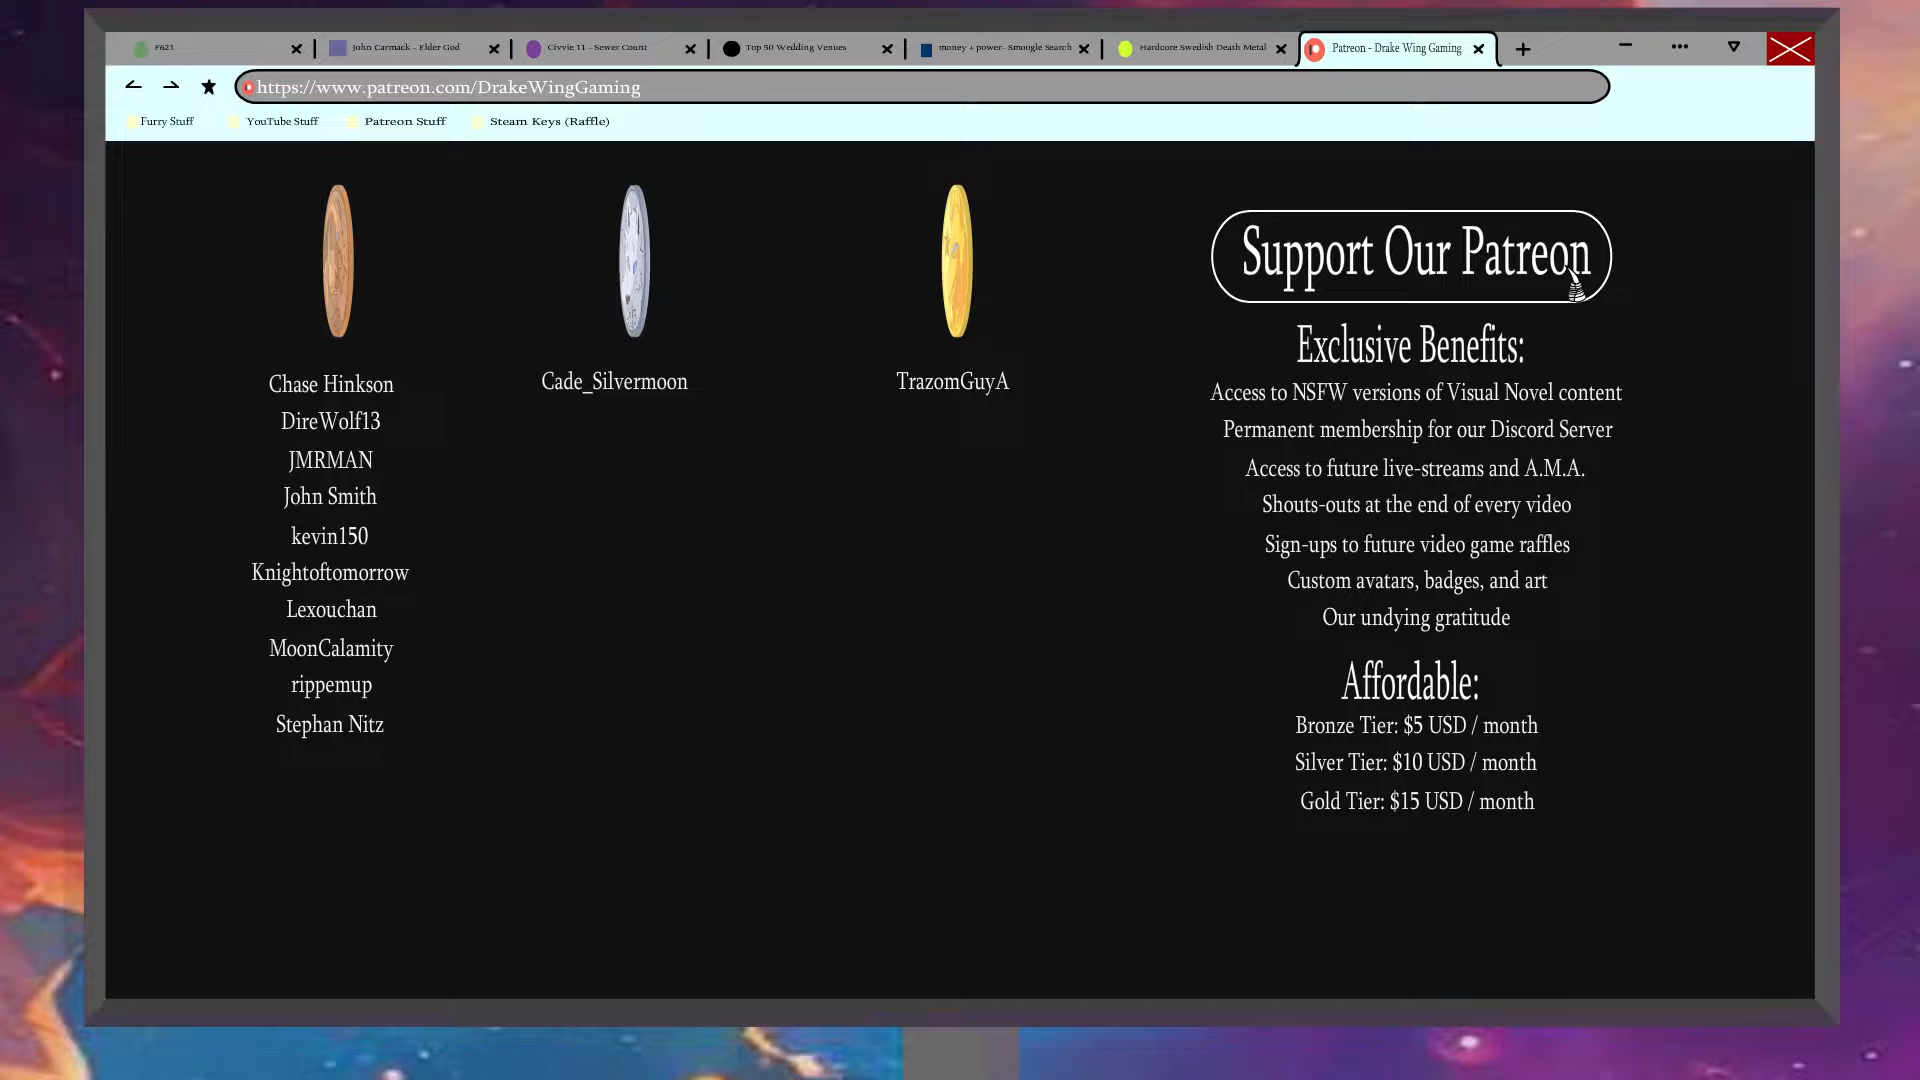 F621
John Carmack - Elder God
Civvie 11 - Sewer Count
Top 50 Wedding Venues
money + power- Smoogle Search
Hardcore Swedish Death Metal
Patreon - Drake Wing Gaming
https://www.patreon.com/DrakeWingGaming
Furry Stuff
YouTube Stuff
Patreon Stuff
Steam Keys (Raffle)
Chase Hinkson
DireWolf13
JMRMAN
John Smith
kevin150
Knightoftomorrow
Lexouchan
MoonCalamity
rippemup
Stephan Nitz
Cade_Silvermoon
TrazomGuyA
Support Our Patreon
Exclusive Benefits:
Access to NSFW versions of Visual Novel content
Permanent membership for our Discord Server
Access to future live-streams and A.M.A.
Shouts-outs at the end of every video
Sign-ups to future video game raffles
Custom avatars, badges, and art
Our undying gratitude
Affordable:
Bronze Tier: $5 USD / month
Silver Tier: $10 USD / month
Gold Tier: $15 USD / month